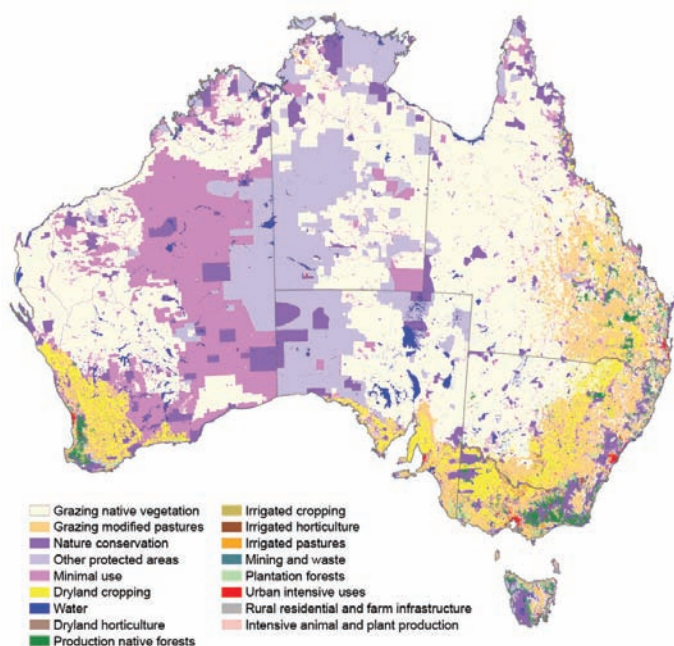 Grazing native vegetation
Grazing modified pastures
Nature conservation
Other protected areas
Minimal use
Dryland cropping
Water
Dryland horticulture
Production native forests
Irrigated cropping
Irrigated horticulture
Irrigated pastures
Mining and waste
Plantation forests
Urban intensive uses
Rural residential and farm infrastructure
Intensive animal and plant production